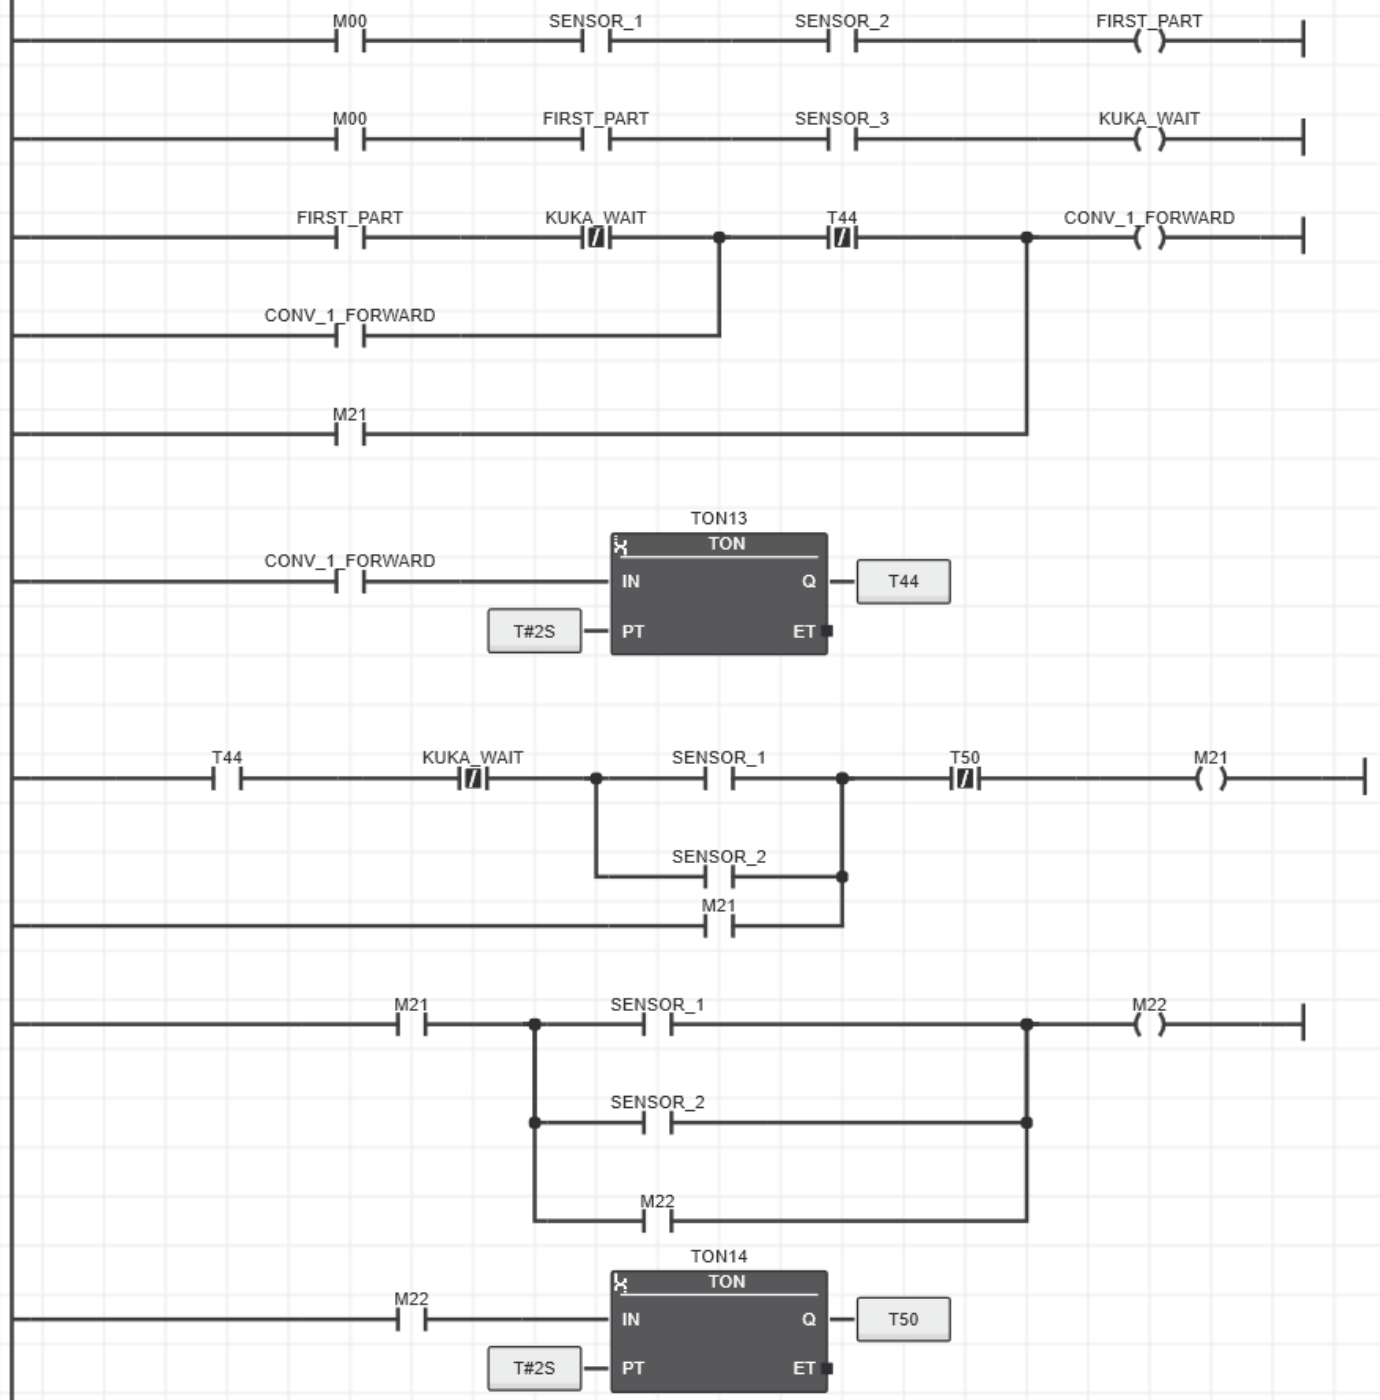 M00 SENSOR_1 SENSOR_2 FIRST_PART
M00 FIRST_PART SENSOR_3 KUKA_WAIT
FIRST_PART KUKA_WAIT T44 CONV_1_FORWARD
CONV_1_FORWARD
M21
TON13
TON
CONV_1_FORWARD
IN Q T44
T#2S PT ET
T44 KUKA_WAIT SENSOR_1 T50 M21
SENSOR_2
M21
M21 SENSOR_1 M22
SENSOR_2
M22
TON14
TON
M22
IN Q T50
T#2S PT ET